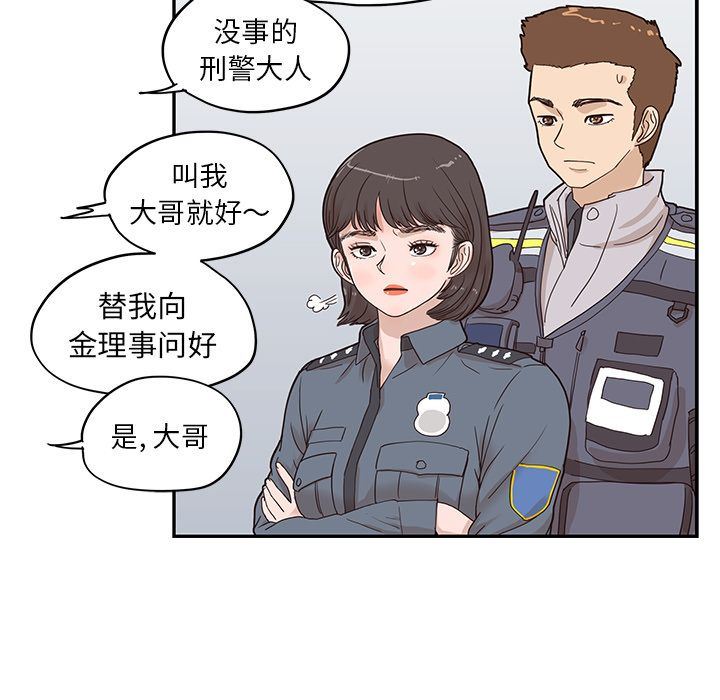 没事的
刑警大人
叫我
大哥就好～
替我向
金理事问好
是，大哥